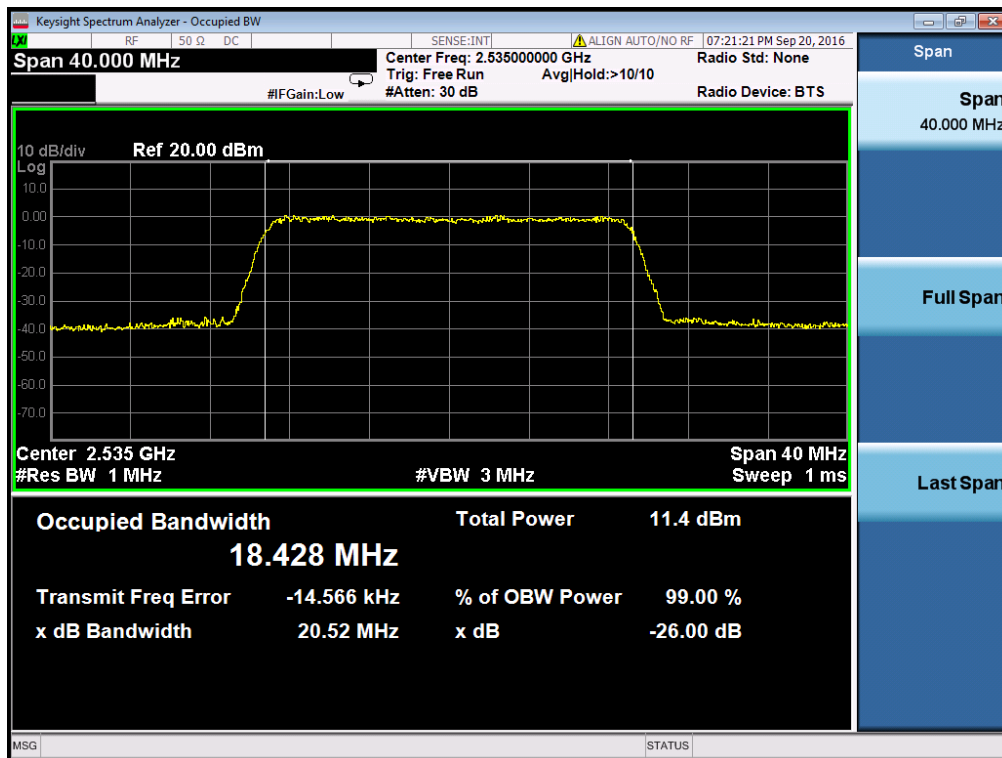 Keysight Spectrum Analyzer - Occupied BW
LXI RF 50 Ω DC SENSE:INT ALIGN AUTO/NO RF 07:21:21 PM Sep 20, 2016
Span 40.000 MHz
Center Freq: 2.535000000 GHz
Radio Std: None
Trig: Free Run Avg|Hold:>10/10
#IFGain:Low #Atten: 30 dB Radio Device: BTS
Span
Span
40.000 MHz
Full Span
Last Span
10 dB/div Ref 20.00 dBm
Log
10.0
0.00
-10.0
-20.0
-30.0
-40.0
-50.0
-60.0
-70.0
Center 2.535 GHz Span 40 MHz
#Res BW 1 MHz #VBW 3 MHz Sweep 1 ms
Occupied Bandwidth Total Power 11.4 dBm
18.428 MHz
Transmit Freq Error -14.566 kHz % of OBW Power 99.00 %
x dB Bandwidth 20.52 MHz x dB -26.00 dB
MSG STATUS